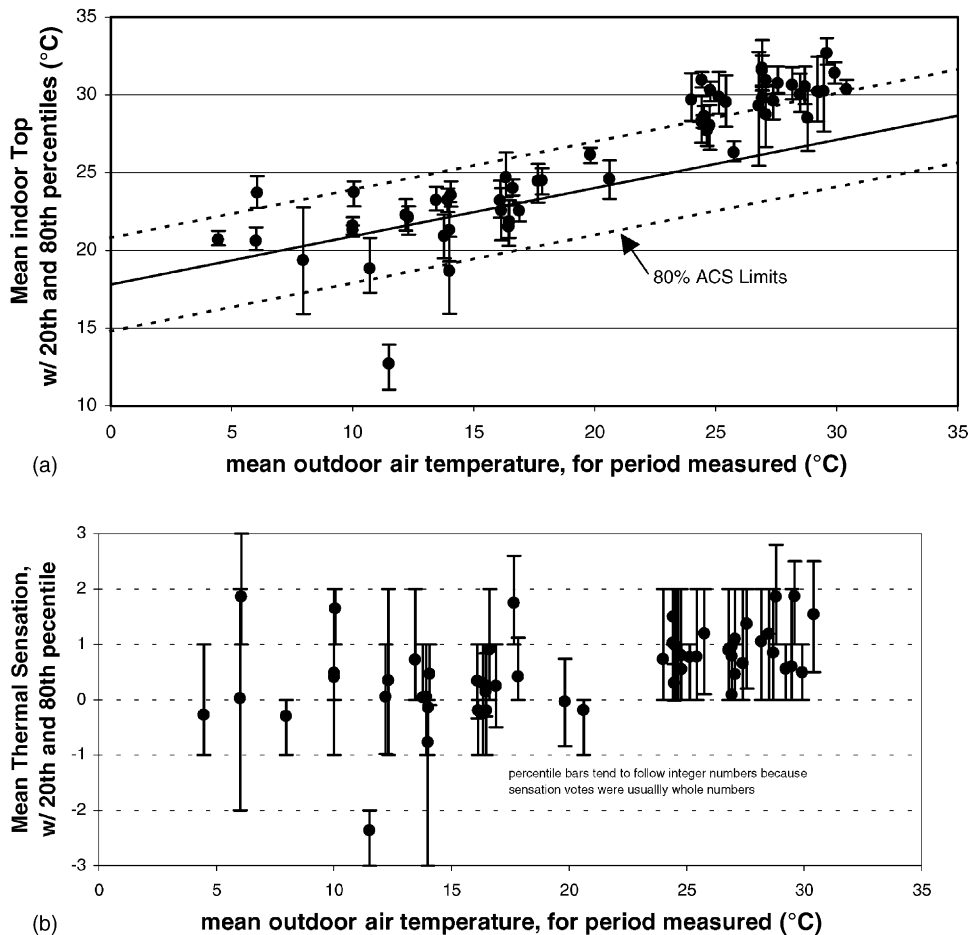 35
30
25
20
15
10
Mean indoor Top
w/ 20th and 80th percentiles (°C)
80% ACS Limits
0 5 10 15 20 25 30 35
(a) mean outdoor air temperature, for period measured (°C)
3
2
1
0
-1
-2
-3
Mean Thermal Sensation,
w/ 20th and 80th pecentile
percentile bars tend to follow integer numbers because
sensation votes were usuallly whole numbers
0 5 10 15 20 25 30 35
(b) mean outdoor air temperature, for period measured (°C)